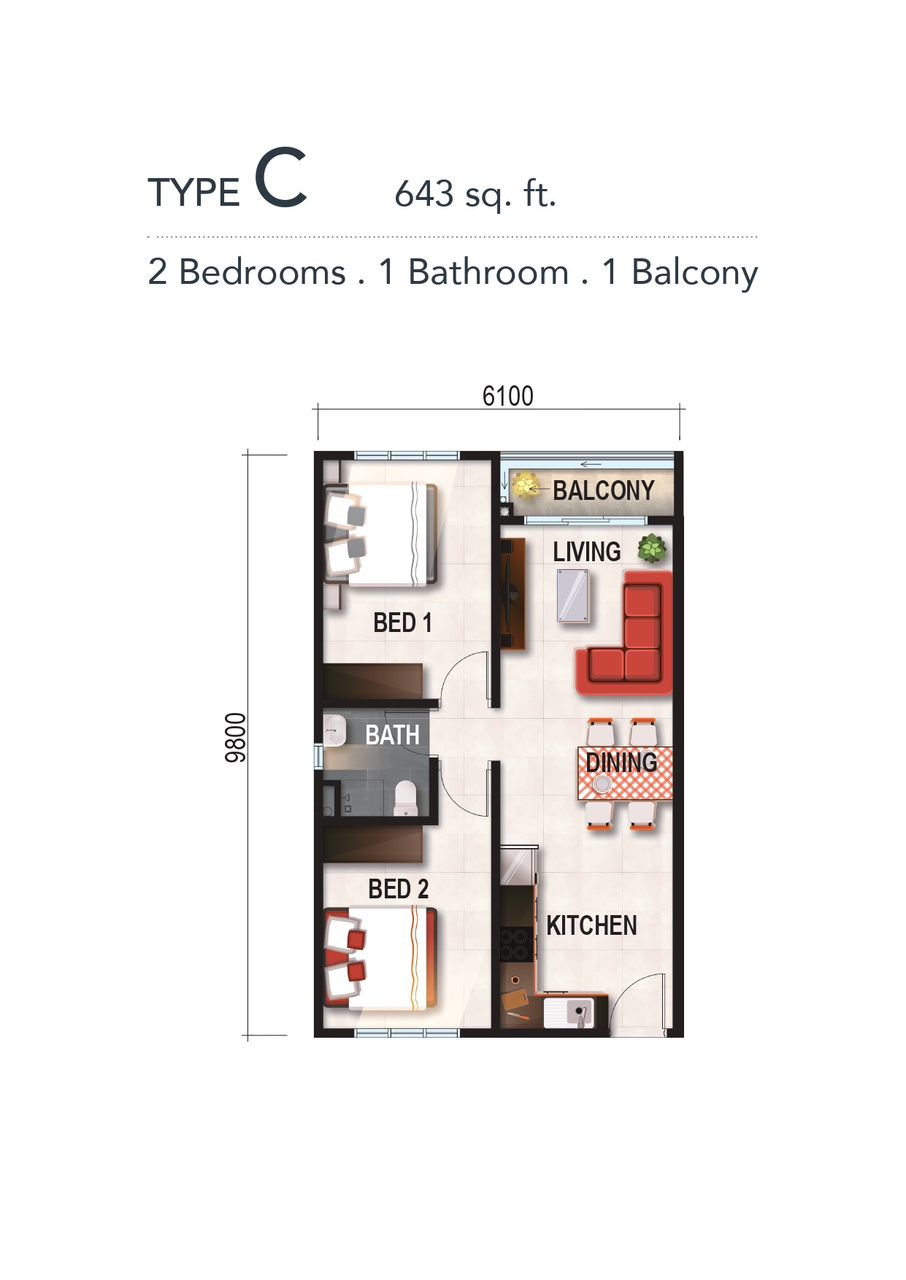 TYPE C 643 sq. ft.
2 Bedrooms . 1 Bathroom . 1 Balcony
6100
9800
BALCONY
LIVING
BED 1
BATH
DINING
BED 2
KITCHEN